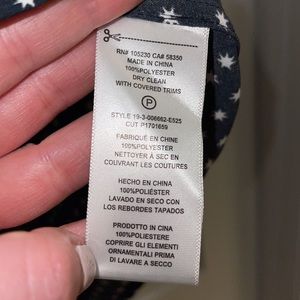 RN# 105230 CA# 58350
MADE IN CHINA
100%POLYESTER
DRY CLEAN
WITH COVERED TRIMS
P
STYLE 19-3-006662-E525
CUT P1701659
FABRIQUÉ EN CHINE
100%POLYESTER
NETTOYER À SEC EN
COUVRANT LES COUTURES
HECHO EN CHINA
100%POLIÉSTER
LAVADO EN SECO CON
LOS REBORDES TAPADOS
PRODOTTO IN CINA
100%POLIESTERE
COPRIRE GLI ELEMENTI
ORNAMENTALI PRIMA
DI LAVARE A SECCO